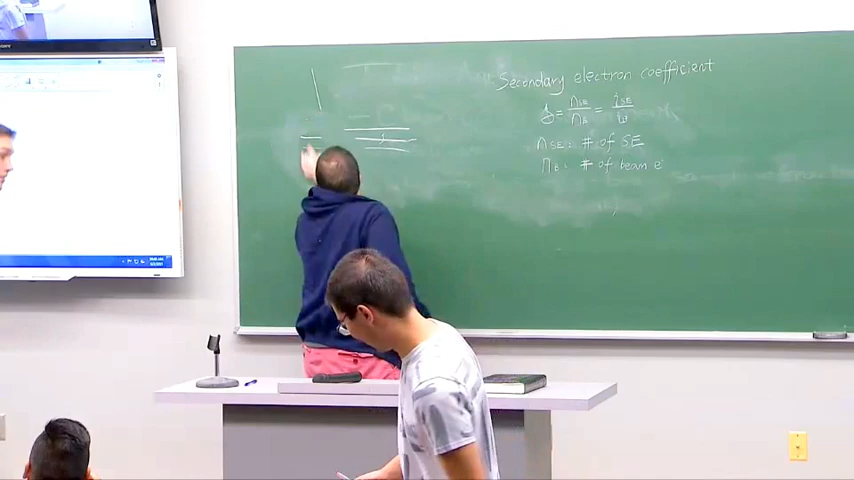 Secondary electron coefficient
δ = nSE / nB = iSE / iB
nSE : # of SE
nB : # of beam e